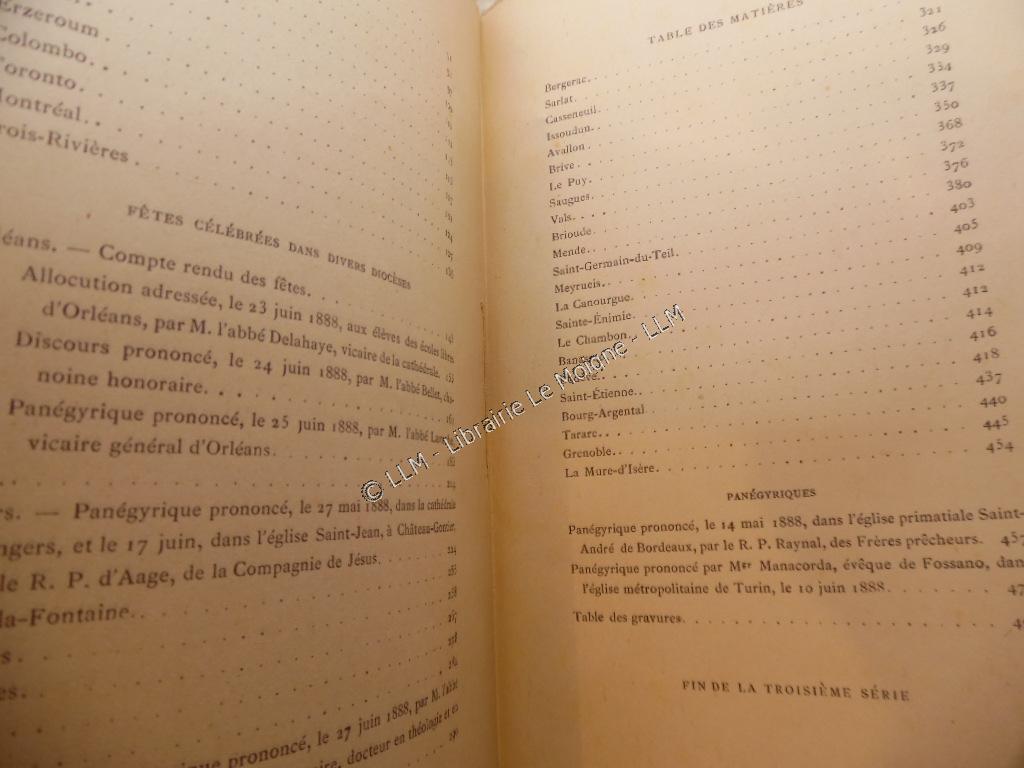 Erzeroum
Colombo
Toronto
Montréal
Trois-Rivières
FÊTES CÉLÉBRÉES DANS DIVERS DIOCÈSES
Compte rendu des fêtes.
Allocution adressée, le 23 juin 1888, aux élèves des écoles libres
d'Orléans, par M. l'abbé Delahaye, vicaire de la cathédrale.
Discours prononcé, le 24 juin 1888, par M. l'abbé Bellet, cha-
noine honoraire.
Panégyrique prononcé, le 25 juin 1888, par M. l'abbé
vicaire général d'Orléans.
rs. — Panégyrique prononcé, le 27 mai 1888, dans la cathédrale
ngers, et le 17 juin, dans l'église Saint-Jean, à Château-Gontier,
le R. P. d'Aage, de la Compagnie de Jésus.
la-Fontaine.
prononcé, le 27 juin 1888, par M. l'abbé
docteur en théologie et en
TABLE DES MATIÈRES
Bergerac. 321
Sarlat. 326
Casseneuil. 329
Issoudun. 334
Avallon. 337
Brive. 350
Le Puy. 368
Saugues. 372
Vals. 376
Brioude. 380
Mende. 403
Saint-Germain-du-Teil. 405
Meyrueis. 409
La Canourgue. 412
Sainte-Énimie. 412
Le Chambon. 414
416
418
Saint-Étienne. 437
Bourg-Argental 440
Tarare. 445
Grenoble. 454
La Mure-d'Isère.
PANÉGYRIQUES
Panégyrique prononcé, le 14 mai 1888, dans l'église primatiale Saint-
André de Bordeaux, par le R. P. Raynal, des Frères prêcheurs. 457
Panégyrique prononcé par Mgr Manacorda, évêque de Fossano, dan
l'église métropolitaine de Turin, le 10 juin 1888. 47
Table des gravures.
FIN DE LA TROISIÈME SÉRIE
© LLM - Librairie Le Moigne - LLM